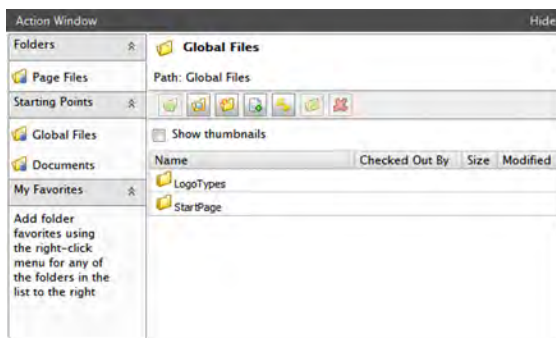 Action Window
Hide
Folders
Page Files
Starting Points
Global Files
Documents
My Favorites
Add folder
favorites using
the right-click
menu for any of
the folders in the
list to the right
Global Files
Path: Global Files
Show thumbnails
Name Checked Out By Size Modified
LogoTypes
StartPage